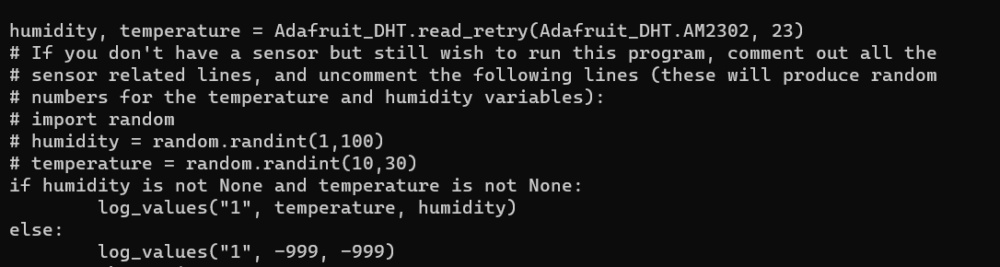 humidity, temperature = Adafruit_DHT.read_retry(Adafruit_DHT.AM2302, 23)
# If you don't have a sensor but still wish to run this program, comment out all the
# sensor related lines, and uncomment the following lines (these will produce random
# numbers for the temperature and humidity variables):
# import random
# humidity = random.randint(1,100)
# temperature = random.randint(10,30)
if humidity is not None and temperature is not None:
        log_values("1", temperature, humidity)
else:
        log_values("1", -999, -999)